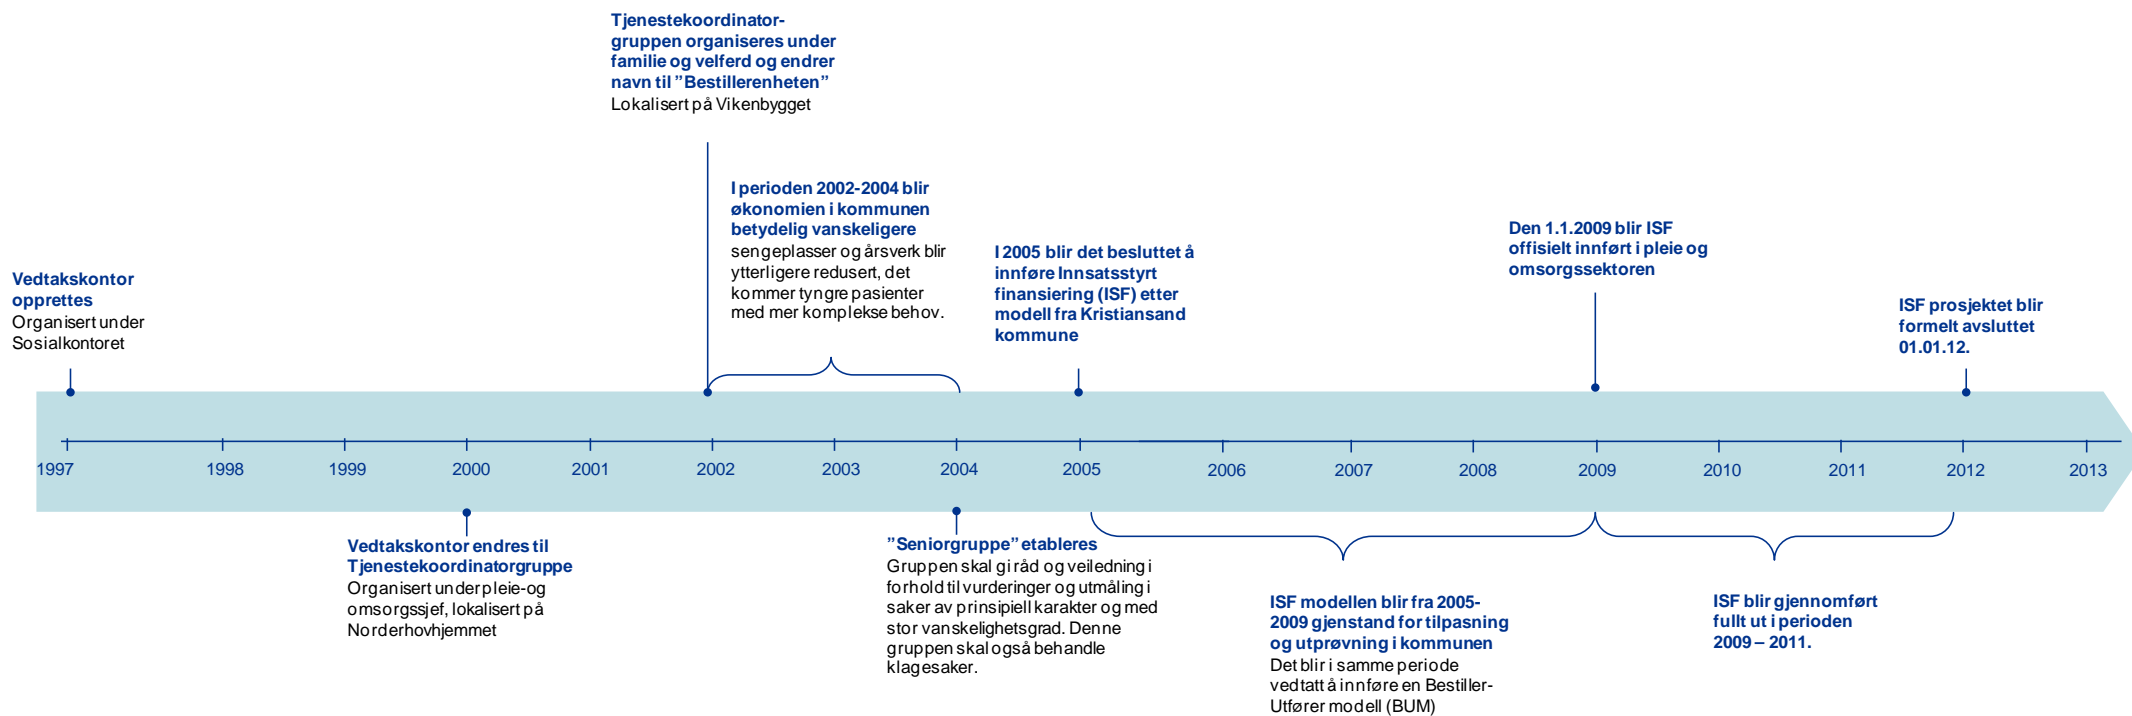 Tjenestekoordinator-
gruppen organiseres under
familie og velferd og endrer
navn til ”Bestillerenheten”
Lokalisert på Vikenbygget
I perioden 2002-2004 blir
økonomien i kommunen
betydelig vanskeligere
sengeplasser og årsverk blir
ytterligere redusert, det
kommer tyngre pasienter
med mer komplekse behov.
Vedtakskontor
opprettes
Organisert under
Sosialkontoret
I 2005 blir det besluttet å
innføre Innsatsstyrt
finansiering (ISF) etter
modell fra Kristiansand
kommune
Den 1.1.2009 blir ISF
offisielt innført i pleie og
omsorgssektoren
ISF prosjektet blir
formelt avsluttet
01.01.12.
1997 1998 1999 2000 2001 2002 2003 2004 2005 2006 2007 2008 2009 2010 2011 2012 2013
Vedtakskontor endres til
Tjenestekoordinatorgruppe
Organisert under pleie-og
omsorgssjef, lokalisert på
Norderhovhjemmet
”Seniorgruppe” etableres
Gruppen skal gi råd og veiledning i
forhold til vurderinger og utmåling i
saker av prinsipiell karakter og med
stor vanskelighetsgrad. Denne
gruppen skal også behandle
klagesaker.
ISF modellen blir fra 2005-
2009 gjenstand for tilpasning
og utprøvning i kommunen
Det blir i samme periode
vedtatt å innføre en Bestiller-
Utfører modell (BUM)
ISF blir gjennomført
fullt ut i perioden
2009 – 2011.